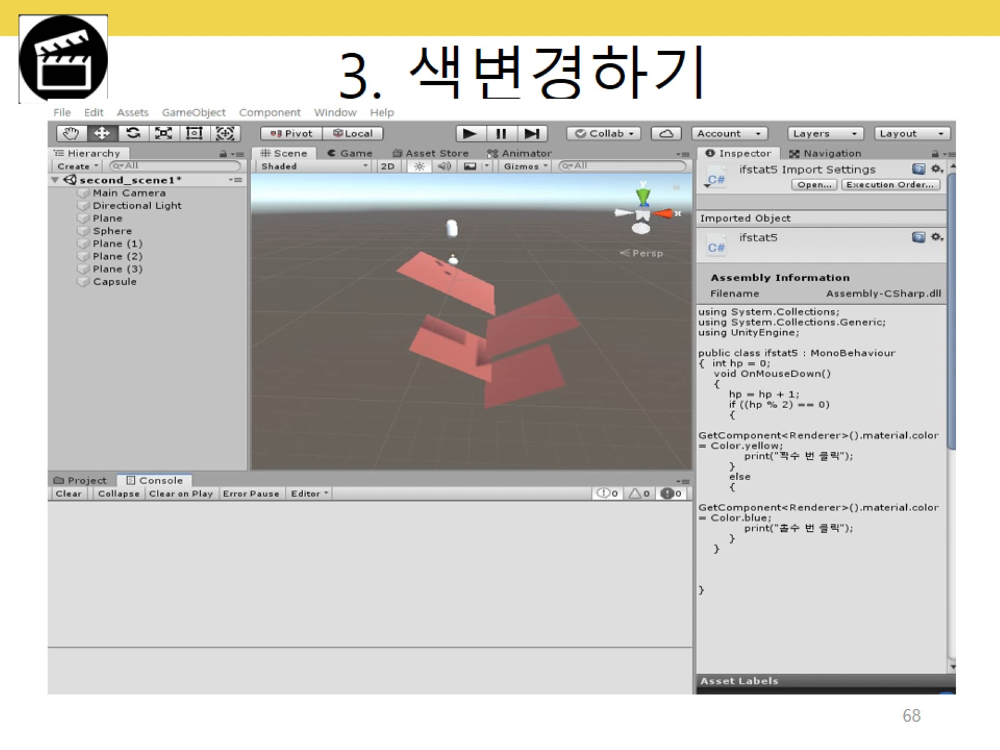 3. 색변경하기
File Edit Assets GameObject Component Window Help
Pivot Local Collab Account Layers Layout
Hierarchy
Create All
second_scene1*
Main Camera
Directional Light
Plane
Sphere
Plane (1)
Plane (2)
Plane (3)
Capsule
Scene Game Asset Store Animator
Shaded 2D Gizmos All
y
x
Persp
Project Console
Clear Collapse Clear on Play Error Pause Editor 0 0 0
Inspector Navigation
ifstat5 Import Settings
C#
Open... Execution Order...
Imported Object
ifstat5
C#
Assembly Information
Filename Assembly-CSharp.dll
using System.Collections;
using System.Collections.Generic;
using UnityEngine;
public class ifstat5 : MonoBehaviour
{ int hp = 0;
void OnMouseDown()
{
hp = hp + 1;
if ((hp % 2) == 0)
{
GetComponent<Renderer>().material.color
= Color.yellow;
print("짝수 번 클릭");
}
else
{
GetComponent<Renderer>().material.color
= Color.blue;
print("홀수 번 클릭");
}
}
}
Asset Labels
68